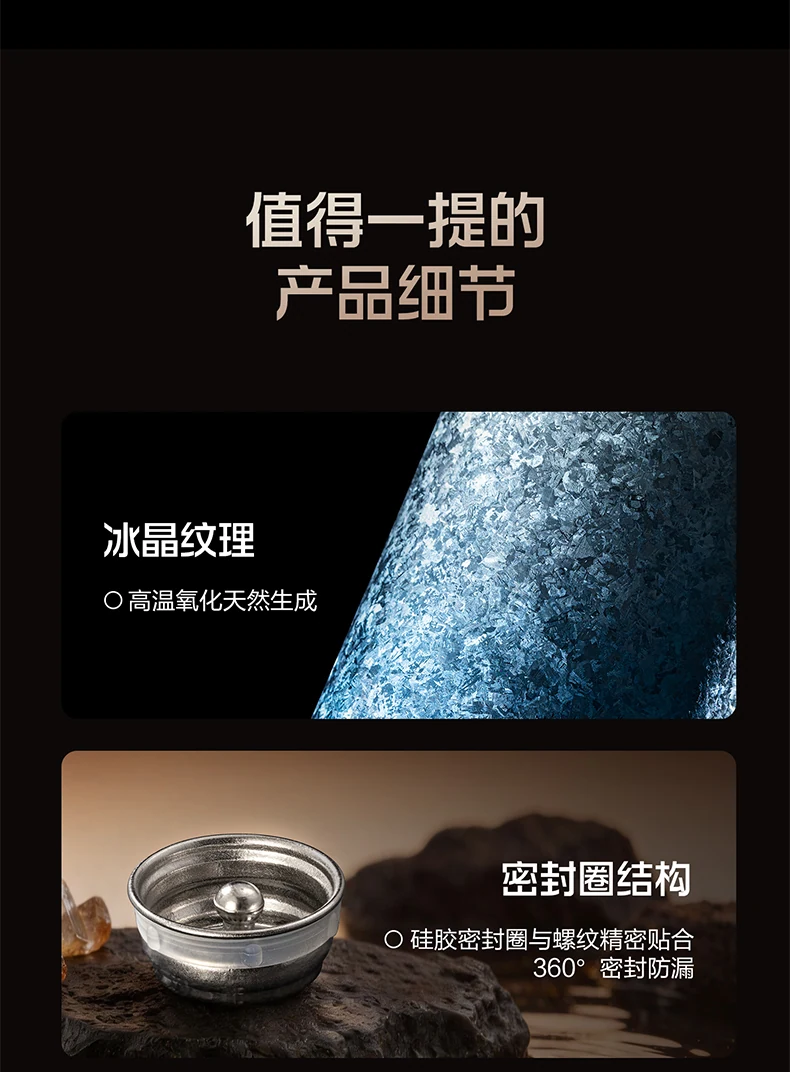 值得一提的
产品细节
冰晶纹理
○ 高温氧化天然生成
密封圈结构
○ 硅胶密封圈与螺纹精密贴合
360° 密封防漏